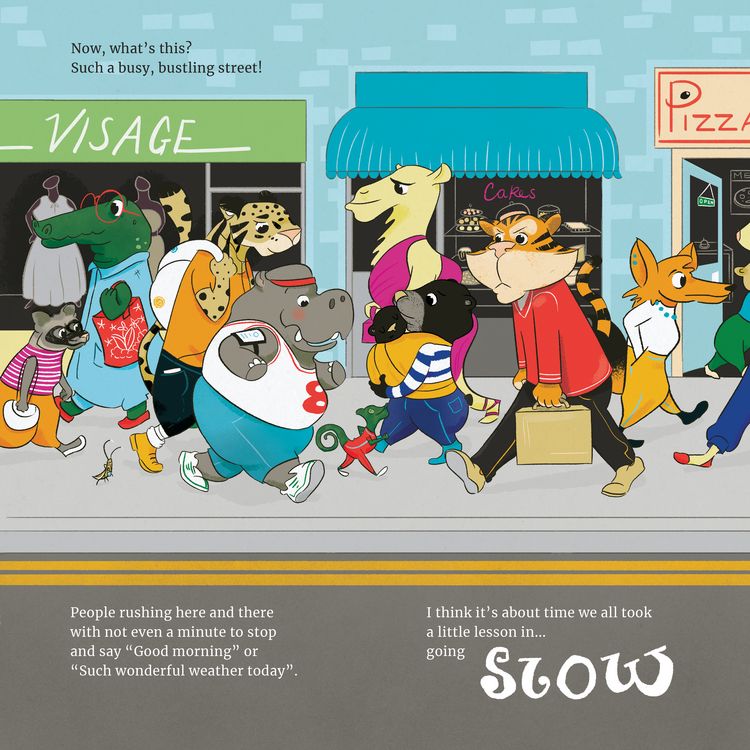 Now, what’s this?
Such a busy, bustling street!
VISAGE
Cakes
PIZZA
OPEN
ME
8
People rushing here and there
with not even a minute to stop
and say “Good morning” or
“Such wonderful weather today”.
I think it’s about time we all took
a little lesson in...
going slow